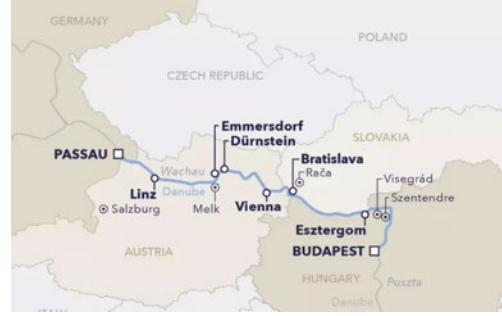 GERMANY
POLAND
CZECH REPUBLIC
Emmersdorf
Dürnstein
SLOVAKIA
PASSAU
Wachau
Bratislava
Rača
Visegrád
Danube
Linz
Melk
Vienna
Szentendre
Salzburg
Esztergom
AUSTRIA
BUDAPEST
HUNGARY
Puszta
Danube